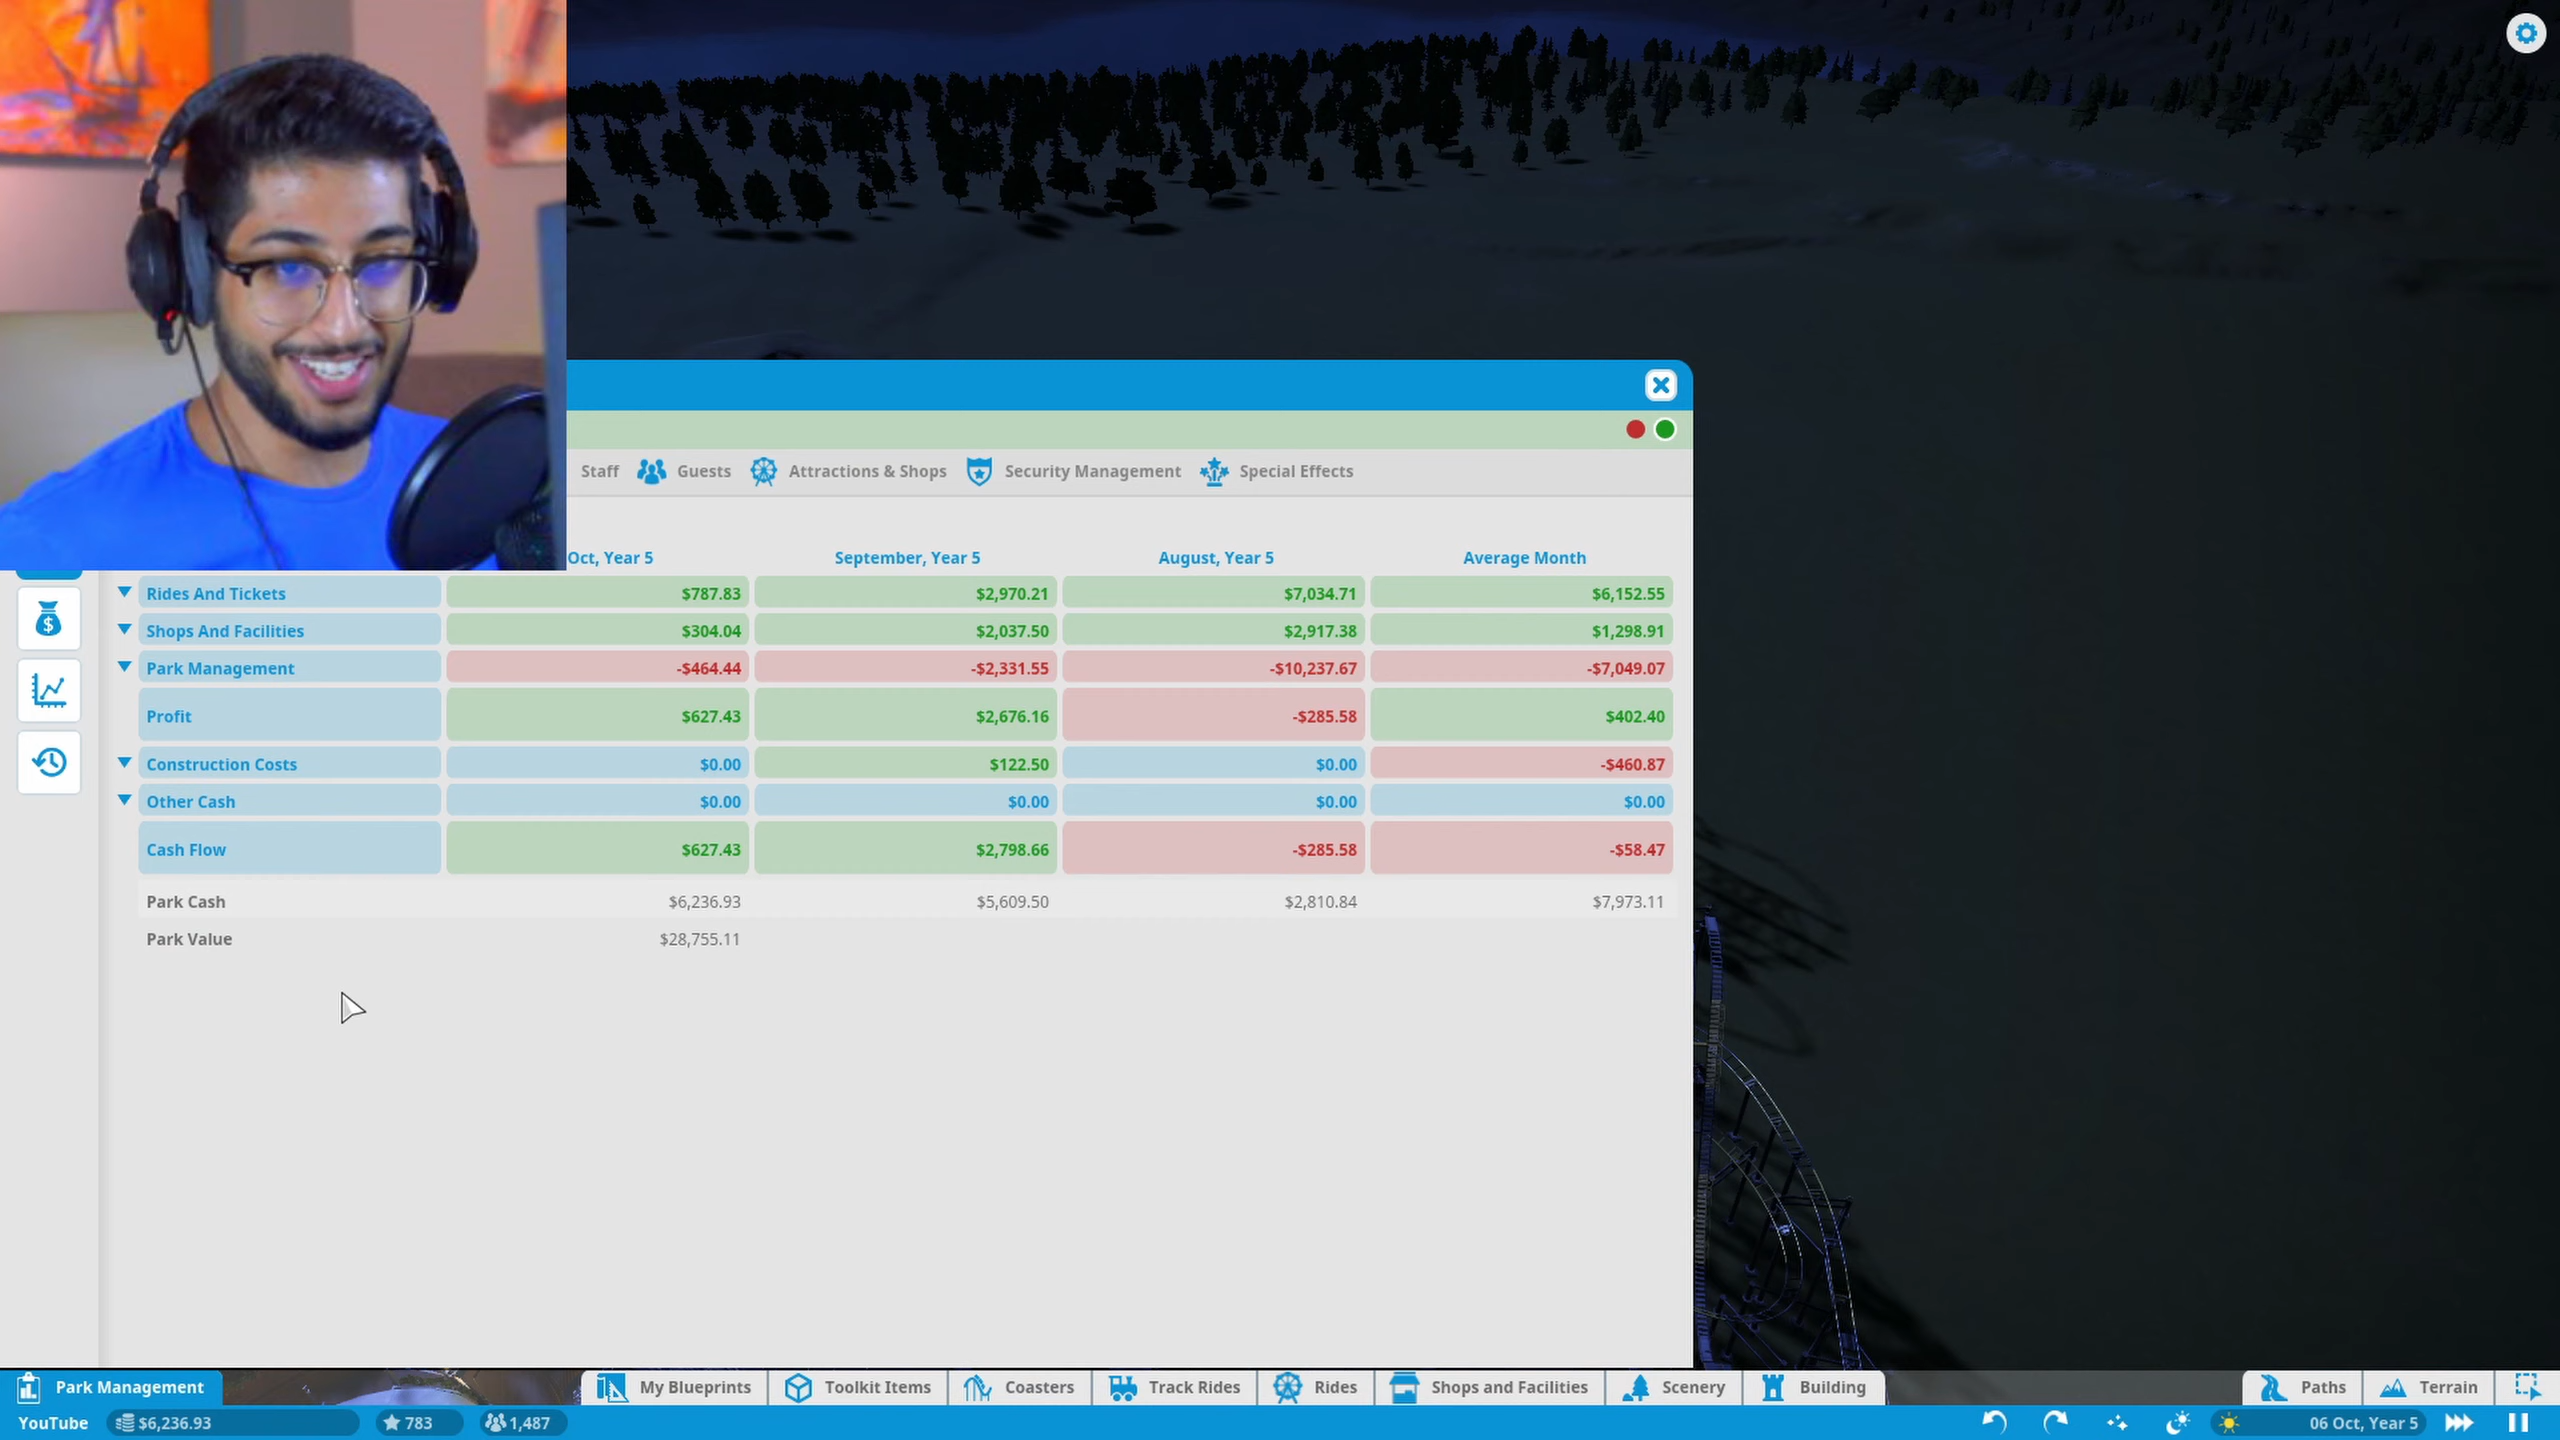 Staff Guests Attractions & Shops Security Management Special Effects
Oct, Year 5 September, Year 5 August, Year 5 Average Month
Rides And Tickets $787.83 $2,970.21 $7,034.71 $6,152.55
Shops And Facilities $304.04 $2,037.50 $2,917.38 $1,298.91
Park Management -$464.44 -$2,331.55 -$10,237.67 -$7,049.07
Profit $627.43 $2,676.16 -$285.58 $402.40
Construction Costs $0.00 $122.50 $0.00 -$460.87
Other Cash $0.00 $0.00 $0.00 $0.00
Cash Flow $627.43 $2,798.66 -$285.58 -$58.47
Park Cash $6,236.93 $5,609.50 $2,810.84 $7,973.11
Park Value $28,755.11
Park Management My Blueprints Toolkit Items Coasters Track Rides Rides Shops and Facilities Scenery Building Paths Terrain
YouTube $6,236.93 783 1,487 06 Oct, Year 5